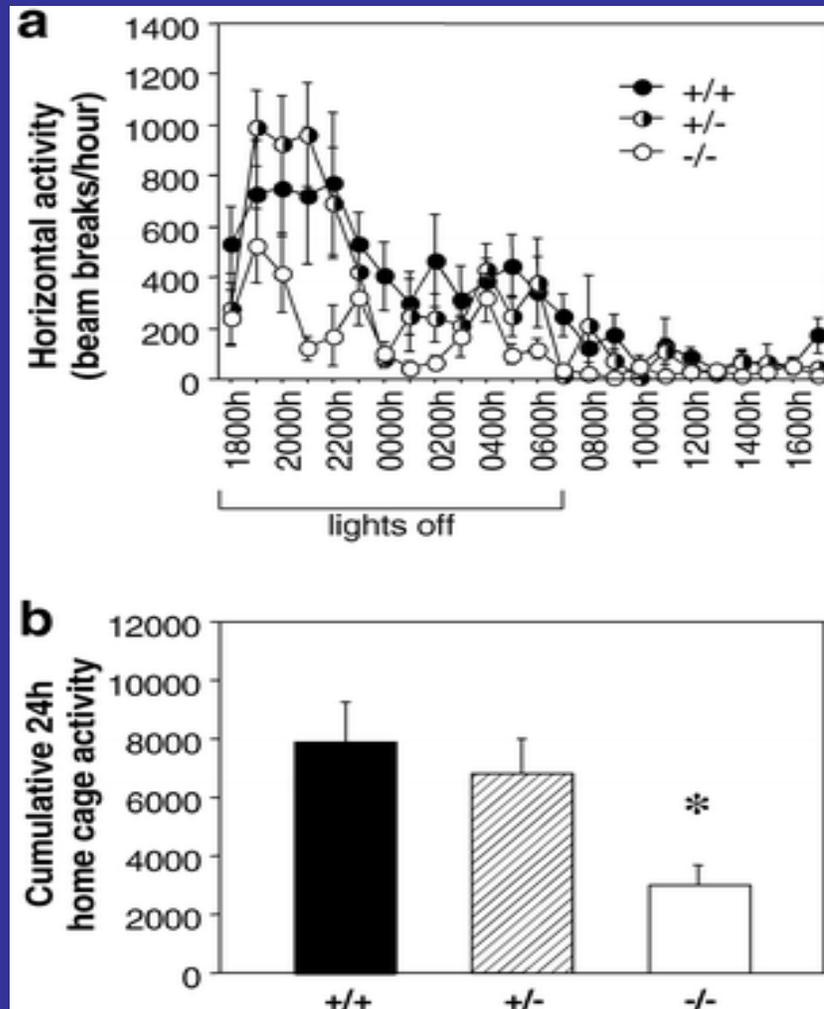 a
Horizontal activity
(beam breaks/hour)
1400
1200
1000
800
600
400
200
0
+/+
+/-
-/-
1800h
2000h
2200h
0000h
0200h
0400h
0600h
0800h
1000h
1200h
1400h
1600h
lights off
b
Cumulative 24h
home cage activity
12000
10000
8000
6000
4000
2000
0
*
+/+
+/-
-/-